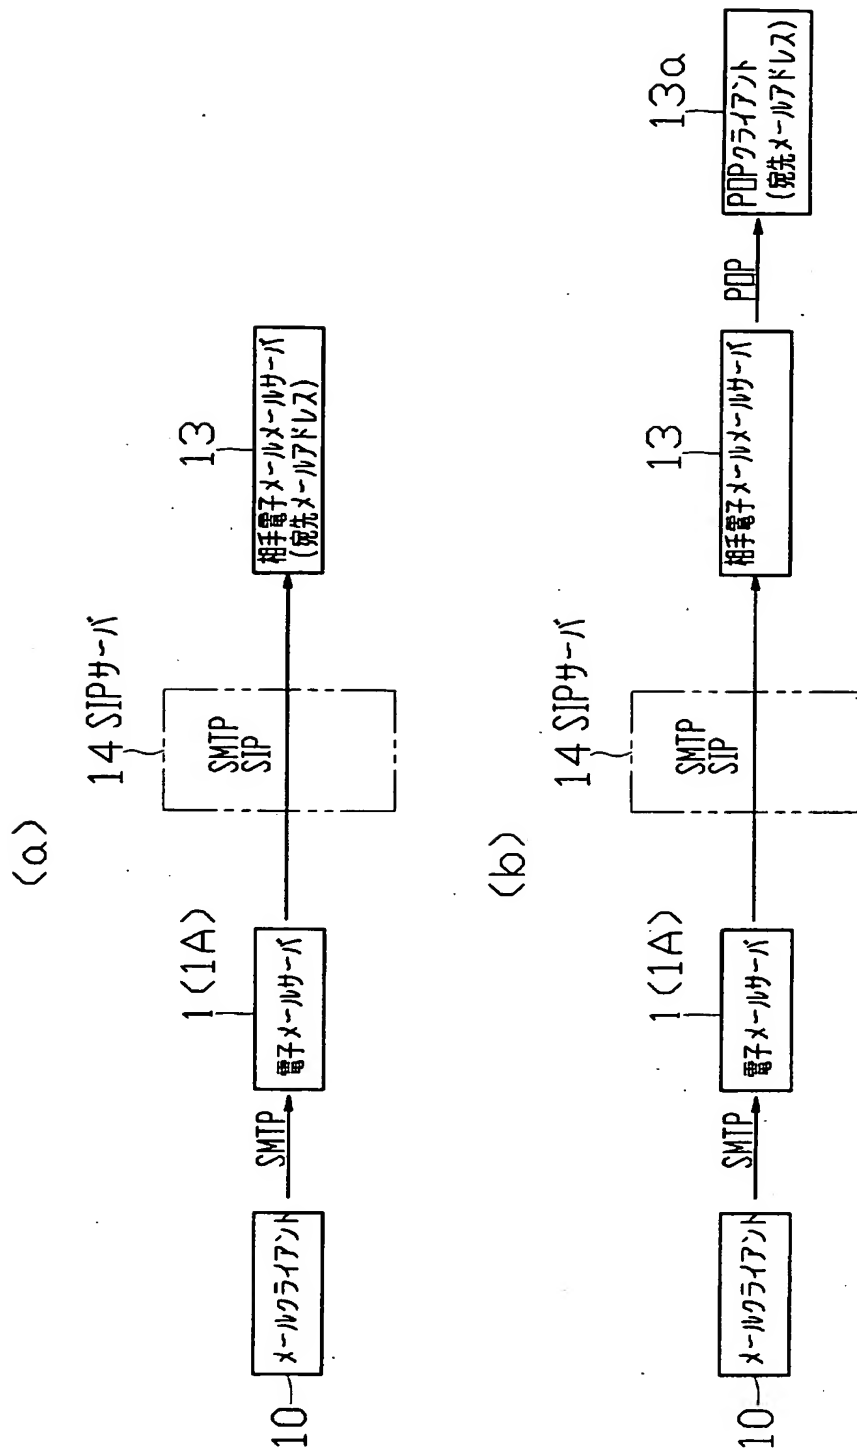 (a)
10
メールクライアント
SMTP
1(1A)
電子メールサーバ
14 SIPサーバ
SMTP
SIP
13
相手電子メールメールサーバ
(宛先メールアドレス)
(b)
10
メールクライアント
SMTP
1(1A)
電子メールサーバ
14 SIPサーバ
SMTP
SIP
13
相手電子メールメールサーバ
POP
13a
POPクライアント
(宛先メールアドレス)